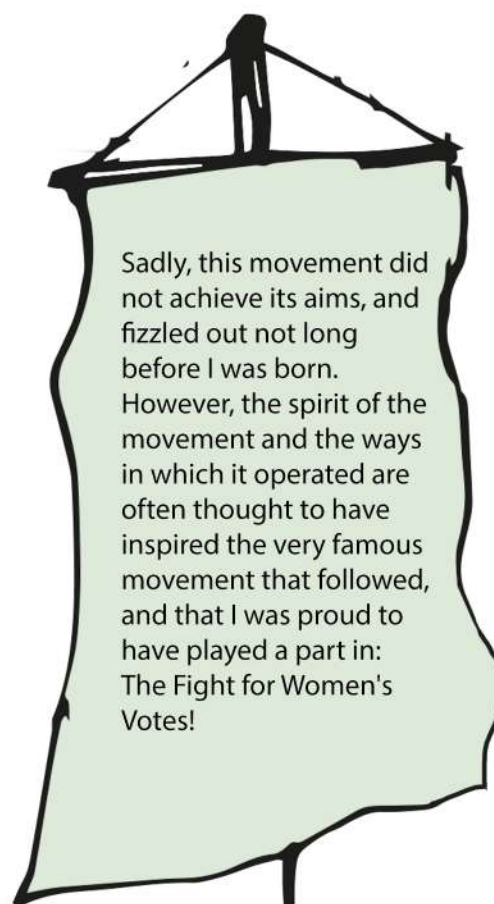 Sadly, this movement did
not achieve its aims, and
fizzled out not long
before I was born.
However, the spirit of the
movement and the ways
in which it operated are
often thought to have
inspired the very famous
movement that followed,
and that I was proud to
have played a part in:
The Fight for Women's
Votes!